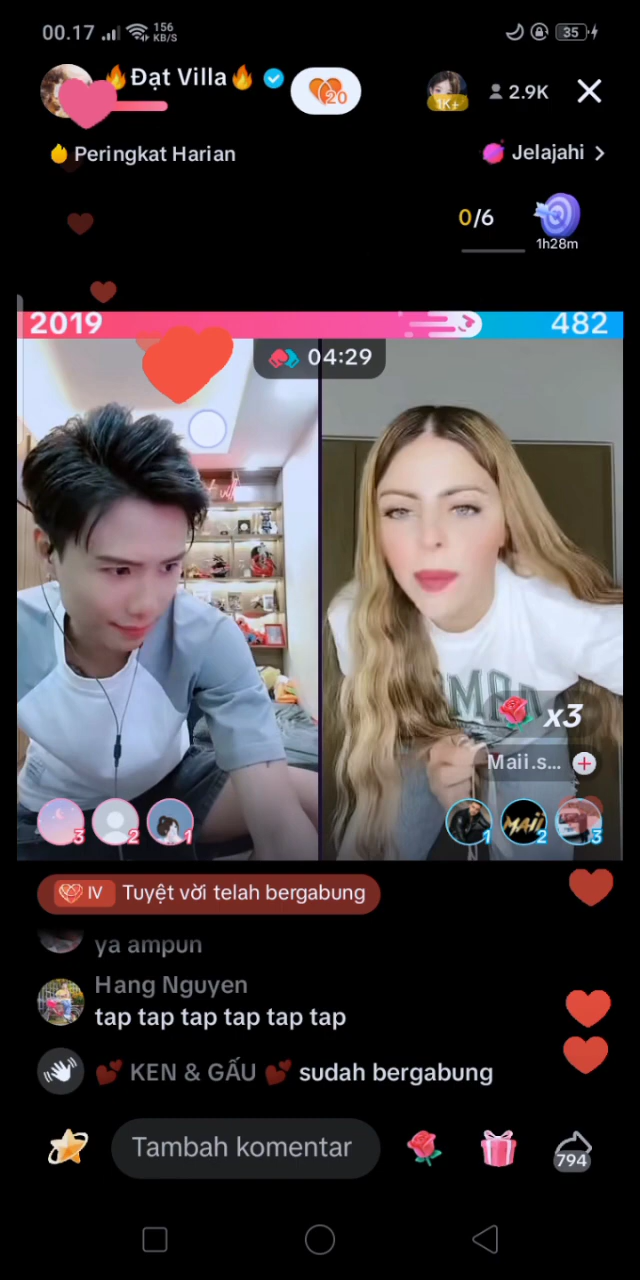 00.17
156
KB/S
35
🔥Đạt Villa🔥
20
1K+
2.9K
Peringkat Harian
Jelajahi
0/6
1h28m
2019
482
04:29
x3
Maii.s...
3
2
1
1
MAII
2
3
IV Tuyệt vời telah bergabung
ya ampun
Hang Nguyen
tap tap tap tap tap tap
💕 KEN & GẤU 💕 sudah bergabung
Tambah komentar
794